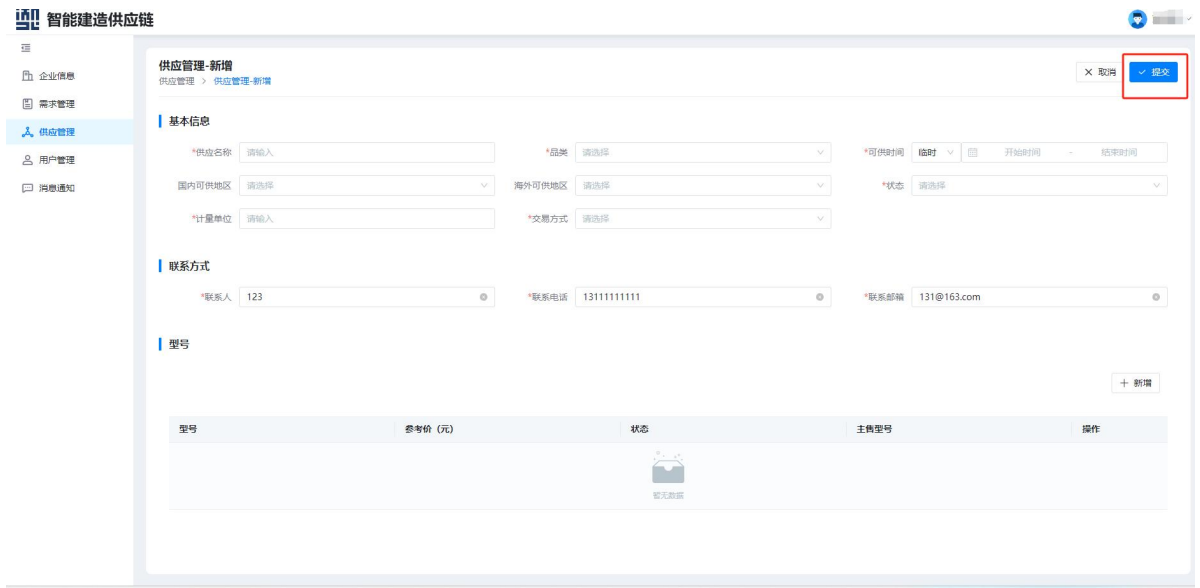 智能建造供应链
企业信息
需求管理
供应管理
用户管理
消息通知
供应管理-新增
供应管理 > 供应管理-新增
取消
提交
基本信息
*供应名称 请输入 *品类 请选择 *可供时间 临时 开始时间 - 结束时间
国内可供地区 请选择 海外可供地区 请选择 *状态 请选择
*计量单位 请输入 *交易方式 请选择
联系方式
*联系人 123 *联系电话 13111111111 *联系邮箱 131@163.com
型号
+ 新增
型号 参考价（元） 状态 主售型号 操作
暂无数据